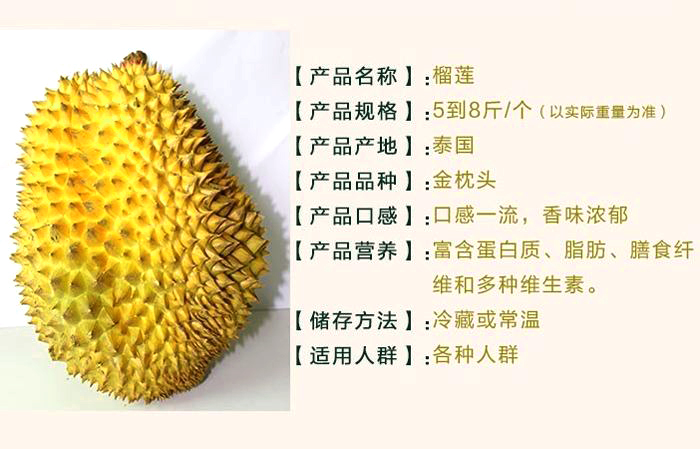 【产品名称】:榴莲
【产品规格】:5到8斤/个(以实际重量为准)
【产品产地】:泰国
【产品品种】:金枕头
【产品口感】:口感一流，香味浓郁
【产品营养】:富含蛋白质、脂肪、膳食纤
维和多种维生素。
【储存方法】:冷藏或常温
【适用人群】:各种人群